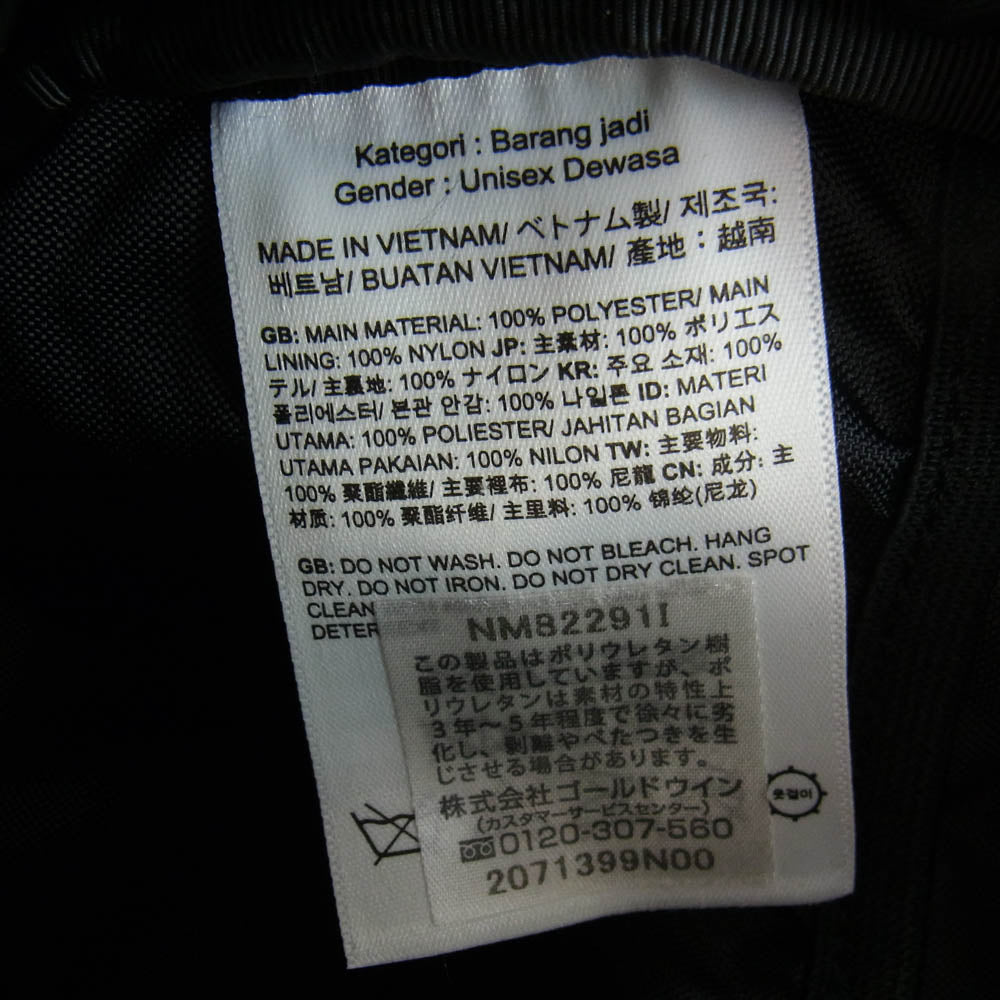 Kategori : Barang jadi
Gender : Unisex Dewasa
MADE IN VIETNAM/ ベトナム製/ 제조국:
베트남/ BUATAN VIETNAM/ 產地：越南
GB: MAIN MATERIAL: 100% POLYESTER/ MAIN
LINING: 100% NYLON JP: 主素材: 100% ポリエス
テル/ 主裏地: 100% ナイロン KR: 주요 소재: 100%
폴리에스터/ 본관 안감: 100% 나일론 ID: MATERI
UTAMA: 100% POLIESTER/ JAHITAN BAGIAN
UTAMA PAKAIAN: 100% NILON TW: 主要物料:
100% 聚酯纖維/ 主要裡布: 100% 尼龍 CN: 成分: 主
材质: 100% 聚酯纤维/ 主里料: 100% 锦纶(尼龙)
GB: DO NOT WASH. DO NOT BLEACH. HANG
DRY. DO NOT IRON. DO NOT DRY CLEAN. SPOT
CLEAN
DETER
NM82291I
この製品はポリウレタン樹
脂を使用していますが、ポ
リウレタンは素材の特性上
3年〜5年程度で徐々に劣
化し、剥離やべたつきを生
じさせる場合があります。
株式会社ゴールドウイン
(カスタマーサービスセンター)
0120-307-560
2071399N00
옷걸이